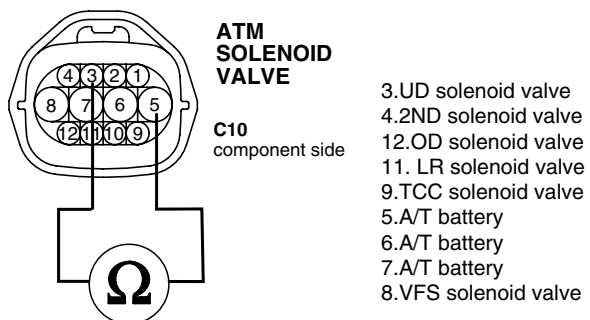 ATM
SOLENOID
VALVE
C10
component side
4 3 2 1
8 7 6 5
12 11 10 9
Ω
3.UD solenoid valve
4.2ND solenoid valve
12.OD solenoid valve
11. LR solenoid valve
9.TCC solenoid valve
5.A/T battery
6.A/T battery
7.A/T battery
8.VFS solenoid valve